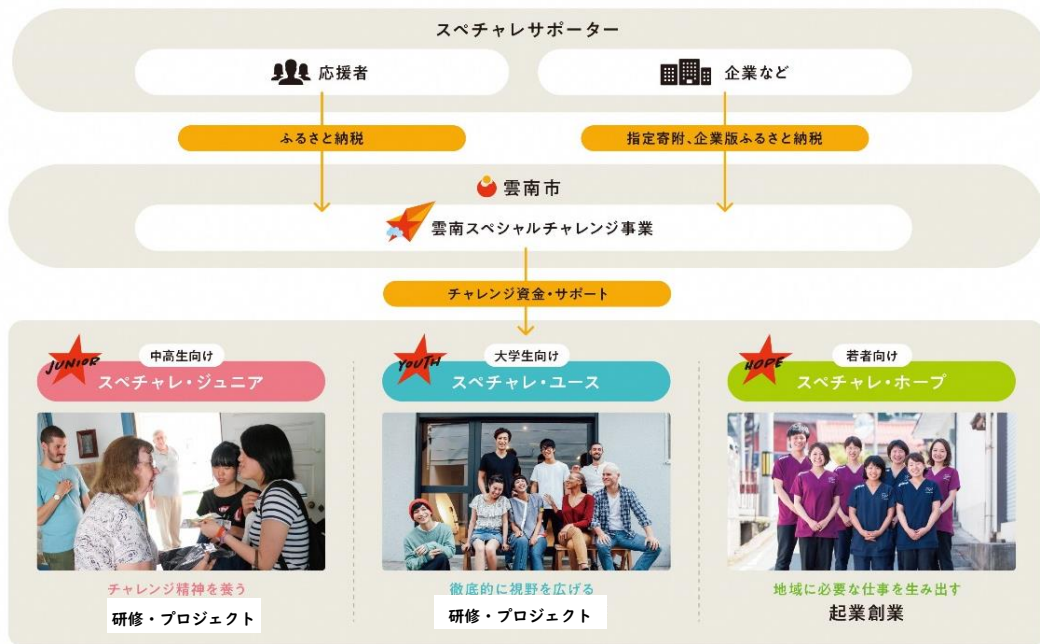 スペチャレサポーター
応援者
企業など
ふるさと納税
指定寄附、企業版ふるさと納税
雲南市
雲南スペシャルチャレンジ事業
チャレンジ資金・サポート
JUNIOR
中高生向け
スペチャレ・ジュニア
チャレンジ精神を養う
研修・プロジェクト
YOUTH
大学生向け
スペチャレ・ユース
徹底的に視野を広げる
研修・プロジェクト
HOPE
若者向け
スペチャレ・ホープ
地域に必要な仕事を生み出す
起業創業